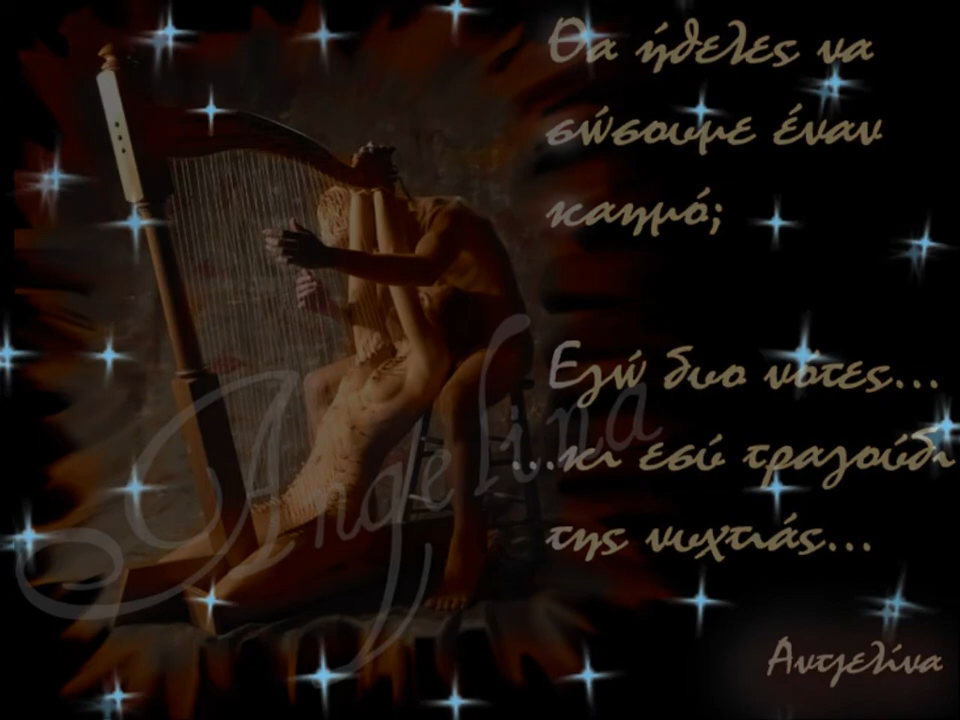 Θα ήθελες να
σώσουμε έναν
καημό;
Εγώ δυο νότες...
...κι εσύ τραγούδι
της νυχτιάς...
Angelina
Αντζελίνα